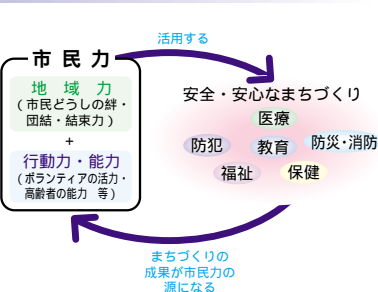 活用する
市民力
地域力
(市民どうしの絆・
団結・結束力)
+
行動力・能力
(ボランティアの活力・
高齢者の能力 等)
安全・安心なまちづくり
医療
防犯
教育
防災・消防
福祉
保健
まちづくりの
成果が市民力の
源になる